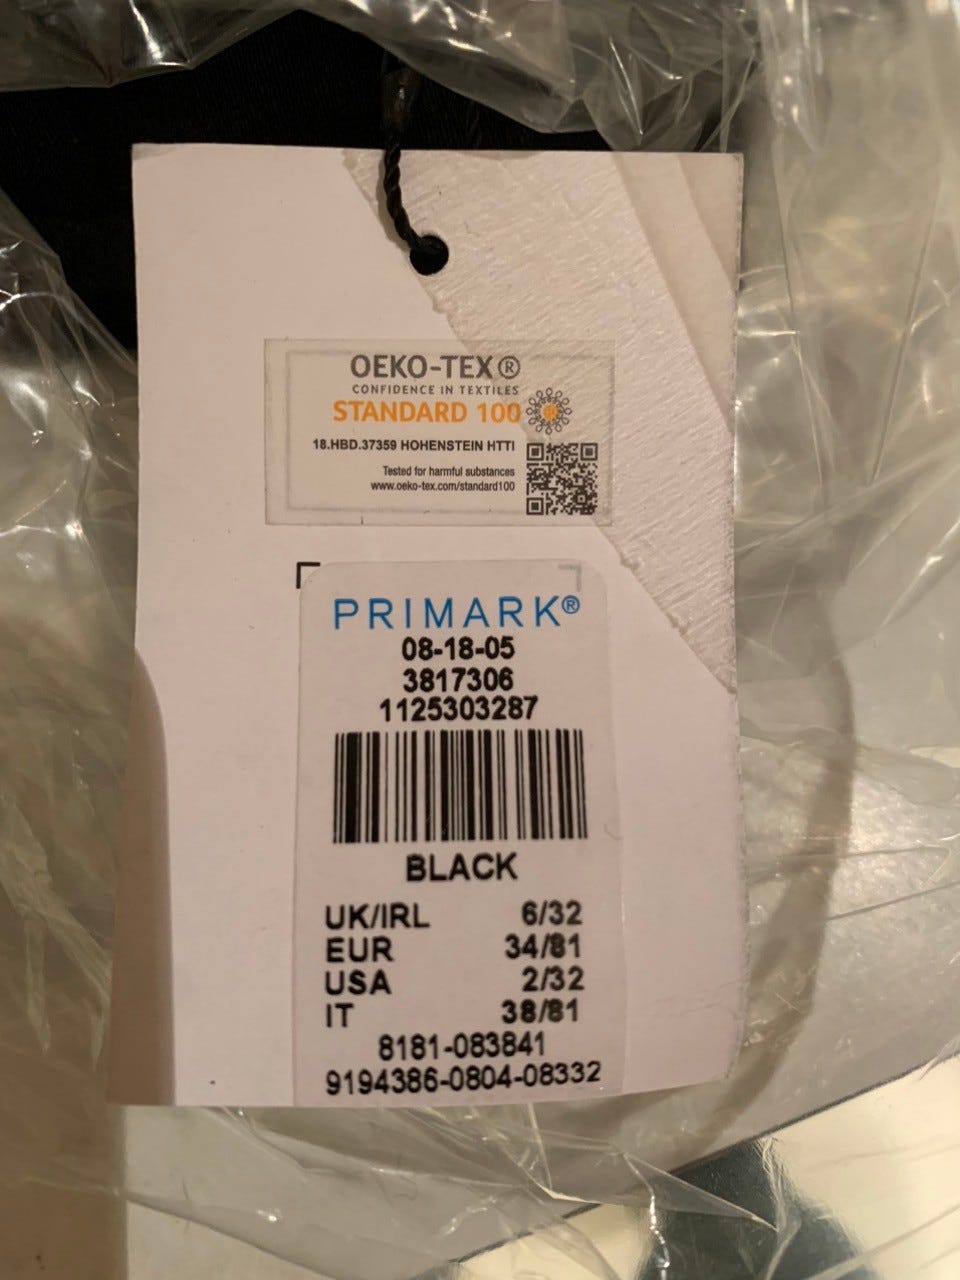 OEKO-TEX®
CONFIDENCE IN TEXTILES
STANDARD 100
18.HBD.37359 HOHENSTEIN HTTI
Tested for harmful substances
www.oeko-tex.com/standard100
PRIMARK®
08-18-05
3817306
1125303287
BLACK
UK/IRL 6/32
EUR 34/81
USA 2/32
IT 38/81
8181-083841
9194386-0804-08332